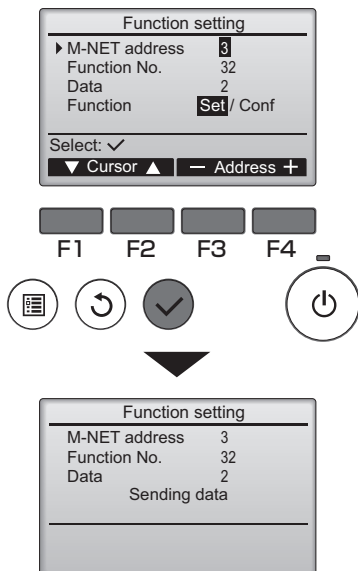 Function setting
M-NET address 3
Function No. 32
Data 2
Function Set / Conf
Select: ✓
▼ Cursor ▲ − Address +
F1 F2 F3 F4
Function setting
M-NET address 3
Function No. 32
Data 2
Sending data